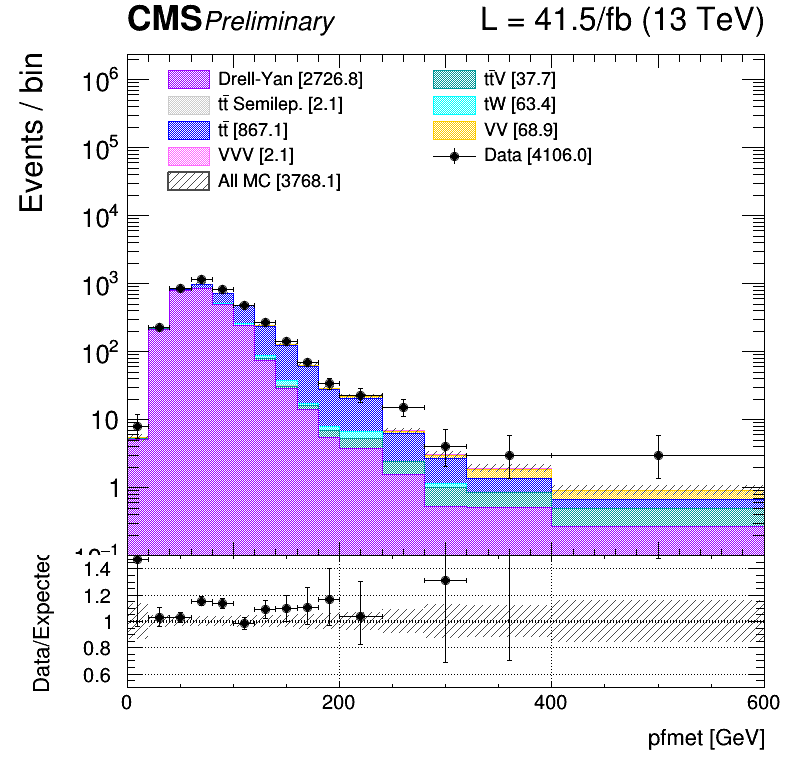 CMS Preliminary L = 41.5/fb (13 TeV)
Events / bin
Drell-Yan [2726.8]
tt̄ Semilep. [2.1]
tt̄ [867.1]
VVV [2.1]
All MC [3768.1]
tt̄V [37.7]
tW [63.4]
VV [68.9]
Data [4106.0]
10⁶
10⁵
10⁴
10³
10²
10
1
10⁻¹
Data/Expected
1.4
1.2
1
0.8
0.6
0 200 400 600
pfmet [GeV]